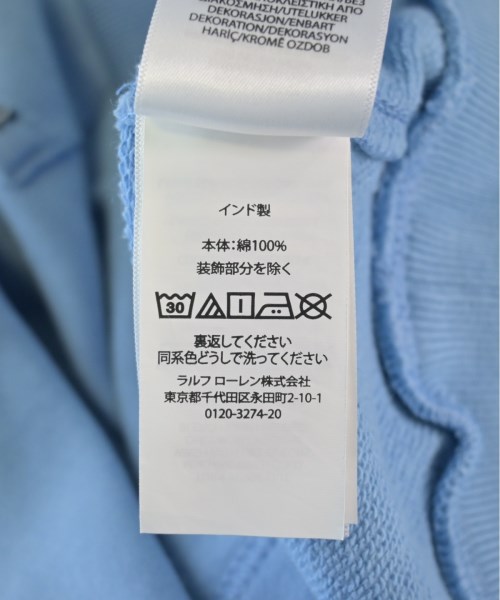 ΔΙΑΚΟΣΜΗΣΗ/UTELUKKER
DEKORASJON/ENBART
DEKORATION/DEKORASYON
HARİÇ/KROMĚ OZDOB
インド製
本体：綿100%
装飾部分を除く
30
裏返してください
同系色どうしで洗ってください
ラルフ ローレン株式会社
東京都千代田区永田町2-10-1
0120-3274-20